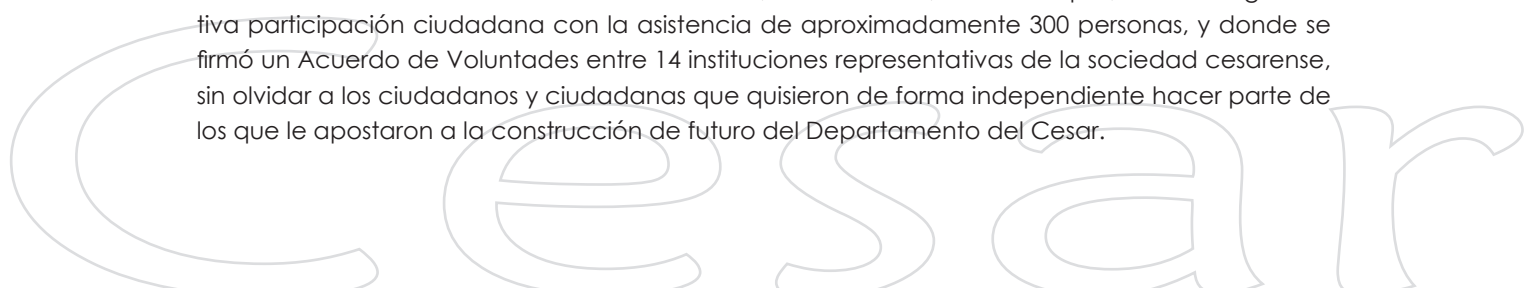 tiva participación ciudadana con la asistencia de aproximadamente 300 personas, y donde se
firmó un Acuerdo de Voluntades entre 14 instituciones representativas de la sociedad cesarense,
sin olvidar a los ciudadanos y ciudadanas que quisieron de forma independiente hacer parte de
los que le apostaron a la construcción de futuro del Departamento del Cesar.
Cesar